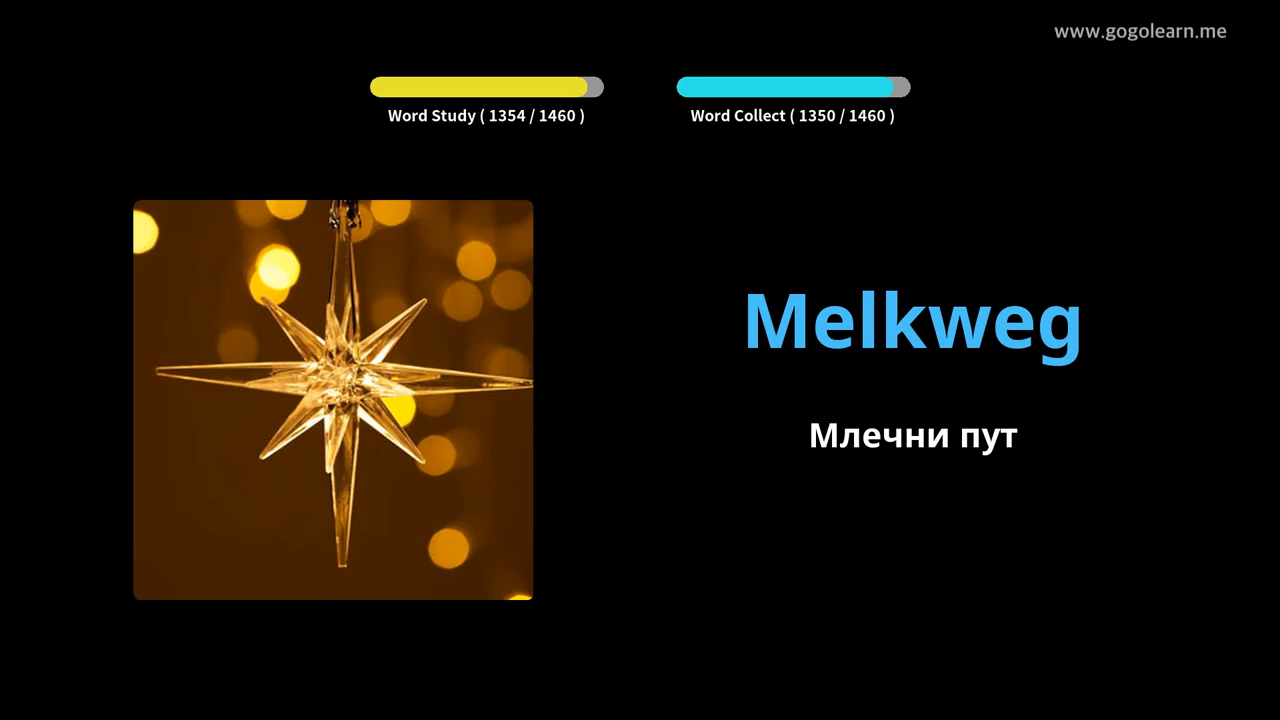 www.gogolearn.me
Word Study ( 1354 / 1460 )
Word Collect ( 1350 / 1460 )
Melkweg
Млечни пут